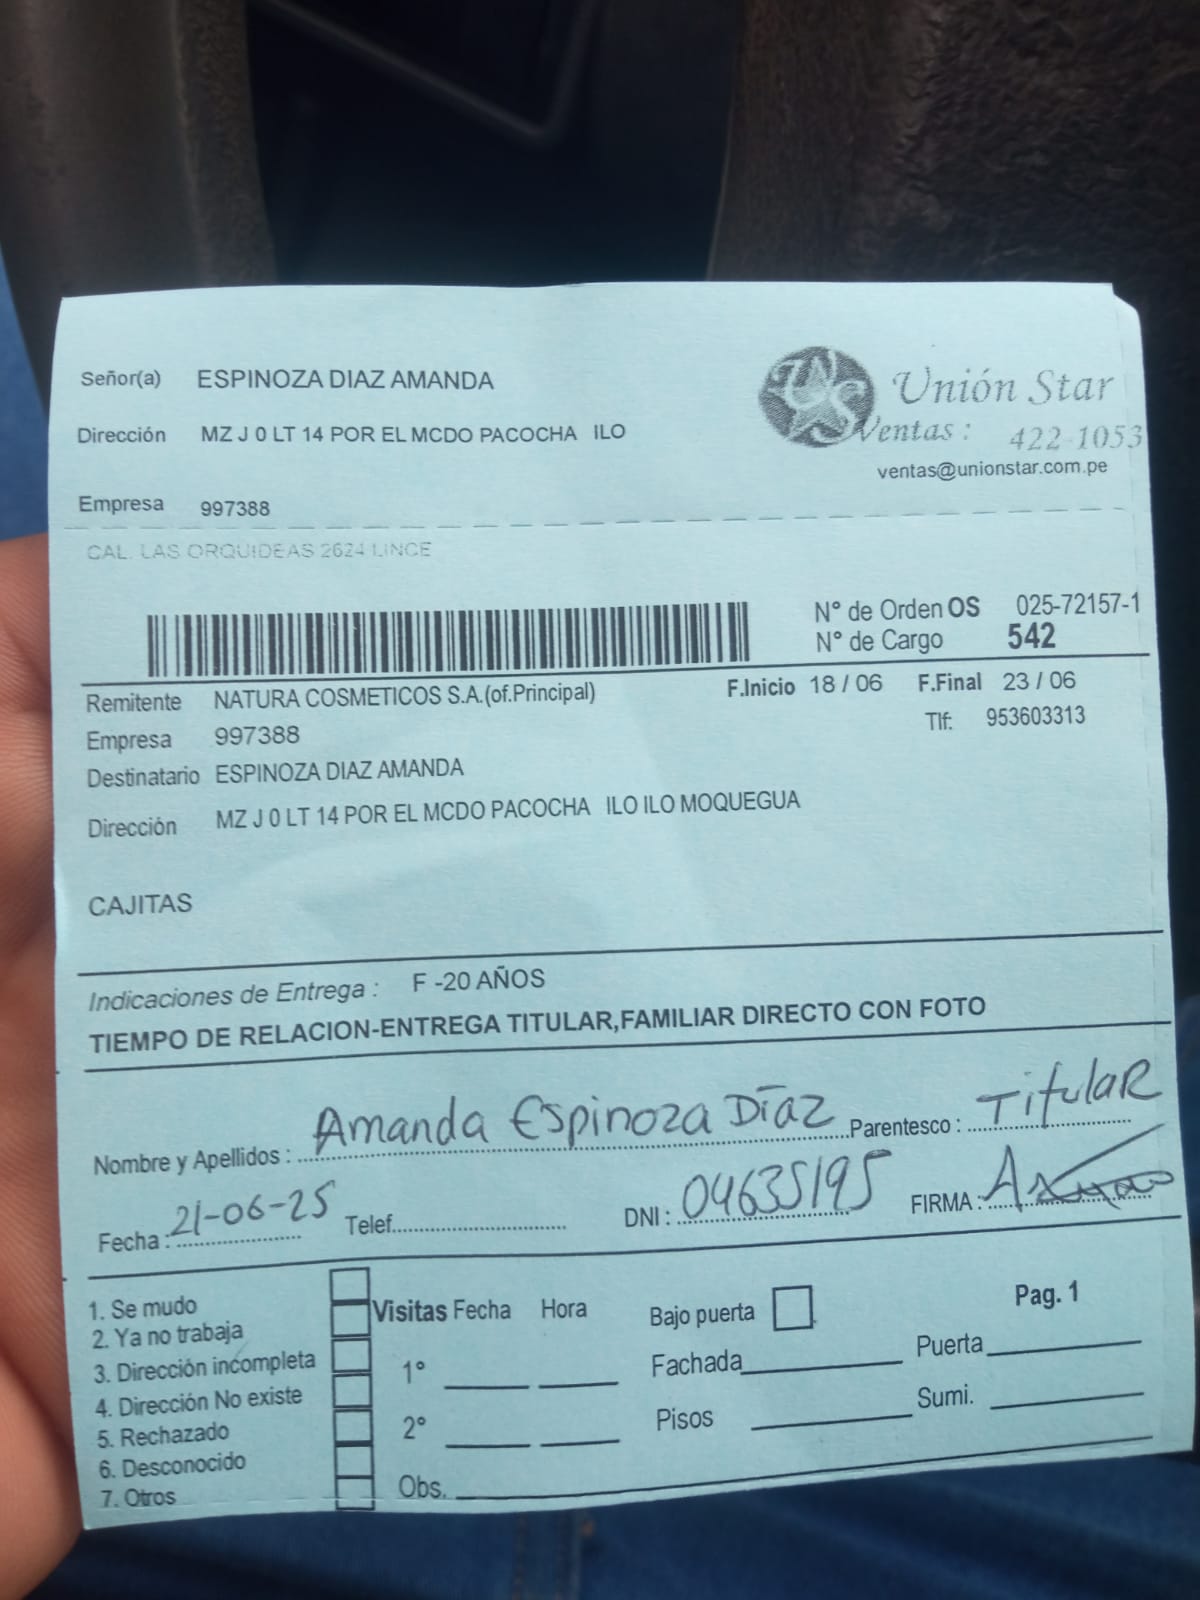 Señor(a) ESPINOZA DIAZ AMANDA
Unión Star
Dirección MZ J 0 LT 14 POR EL MCDO PACOCHA ILO
Ventas : 422-1053
ventas@unionstar.com.pe
Empresa 997388
CAL. LAS ORQUIDEAS 2624 LINCE
N° de Orden OS 025-72157-1
N° de Cargo 542
Remitente NATURA COSMETICOS S.A.(of.Principal) F.Inicio 18 / 06 F.Final 23 / 06
Empresa 997388 Tlf: 953603313
Destinatario ESPINOZA DIAZ AMANDA
Dirección MZ J 0 LT 14 POR EL MCDO PACOCHA ILO ILO MOQUEGUA
CAJITAS
Indicaciones de Entrega : F -20 AÑOS
TIEMPO DE RELACION-ENTREGA TITULAR,FAMILIAR DIRECTO CON FOTO
Nombre y Apellidos : Amanda Espinoza Díaz Parentesco : TitulaR
Fecha : 21-06-25 Telef. DNI : 04635195 FIRMA :
1. Se mudo Visitas Fecha Hora Bajo puerta Pag. 1
2. Ya no trabaja
3. Dirección incompleta 1° Fachada Puerta
4. Dirección No existe
5. Rechazado 2° Pisos Sumi.
6. Desconocido
7. Otros Obs.